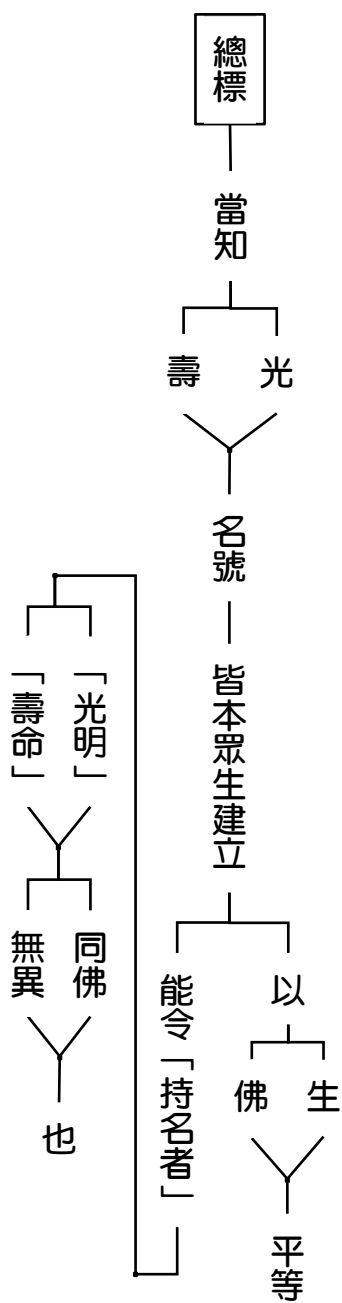 總標
當知
光
壽
名號
皆本眾生建立
以
生
佛
平等
能令「持名者」
「光明」
「壽命」
同佛
無異
也